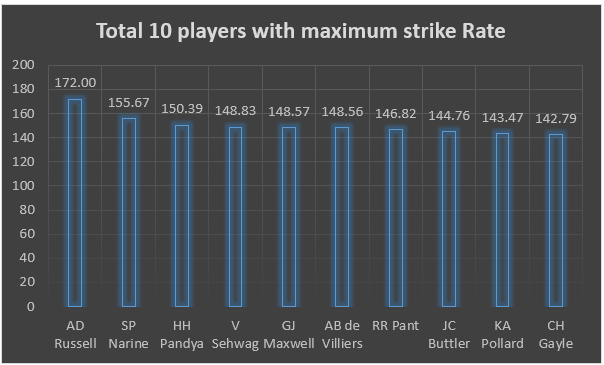 Total 10 players with maximum strike Rate
200
180
160
140
120
100
80
60
40
20
0
172.00
155.67
150.39
148.83
148.57
148.56
146.82
144.76
143.47
142.79
AD
Russell
SP
Narine
HH
Pandya
V
Sehwag
GJ
Maxwell
AB de
Villiers
RR Pant
JC
Buttler
KA
Pollard
CH
Gayle